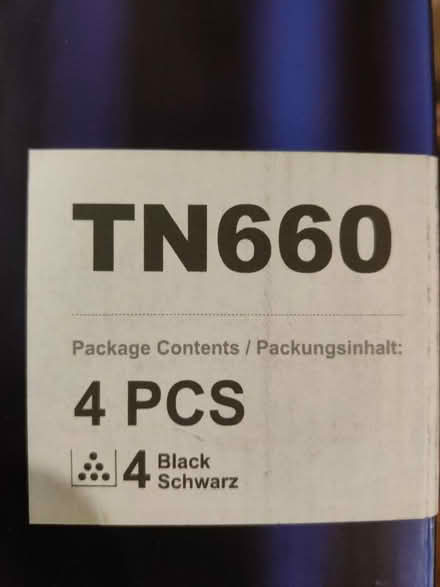 TN660
Package Contents / Packungsinhalt:
4 PCS
4 Black
Schwarz